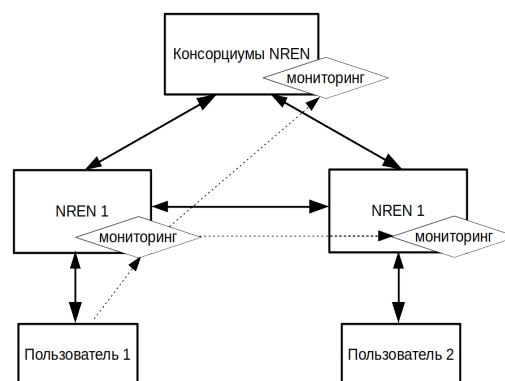 Консорциумы NREN
мониторинг
NREN 1
мониторинг
NREN 1
мониторинг
Пользователь 1
Пользователь 2